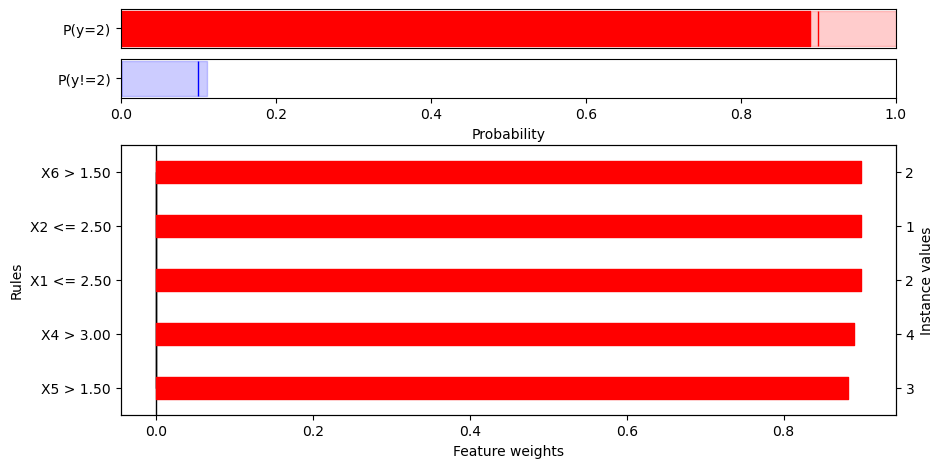 P(y=2)
P(y!=2)
0.0 0.2 0.4 0.6 0.8 1.0
Probability
X6 > 1.50 2
X2 <= 2.50 1
X1 <= 2.50 2
X4 > 3.00 4
X5 > 1.50 3
Rules
Instance values
0.0 0.2 0.4 0.6 0.8
Feature weights